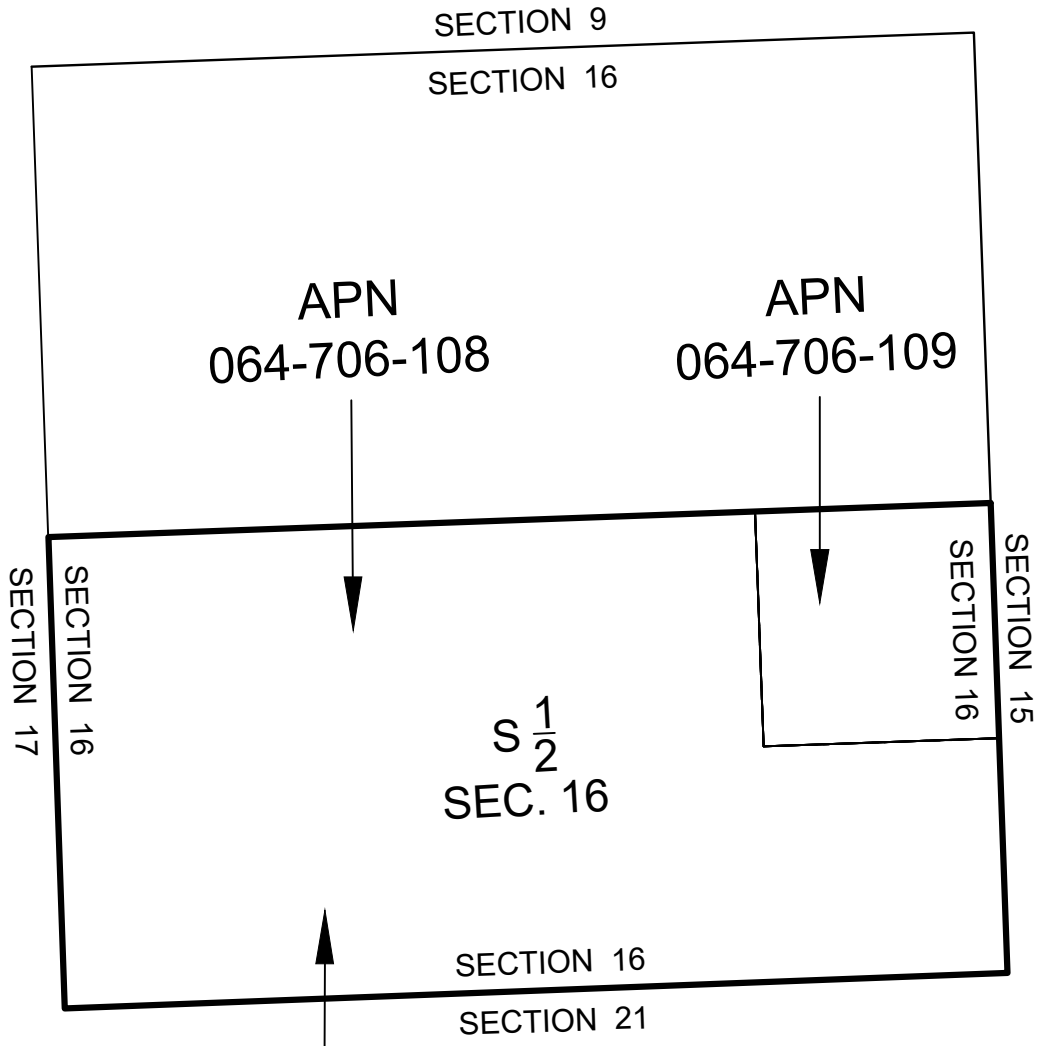 SECTION 9
SECTION 16
APN
064-706-108
APN
064-706-109
SECTION 17
SECTION 16
SECTION 16
SECTION 15
S 1/2
SEC. 16
SECTION 16
SECTION 21